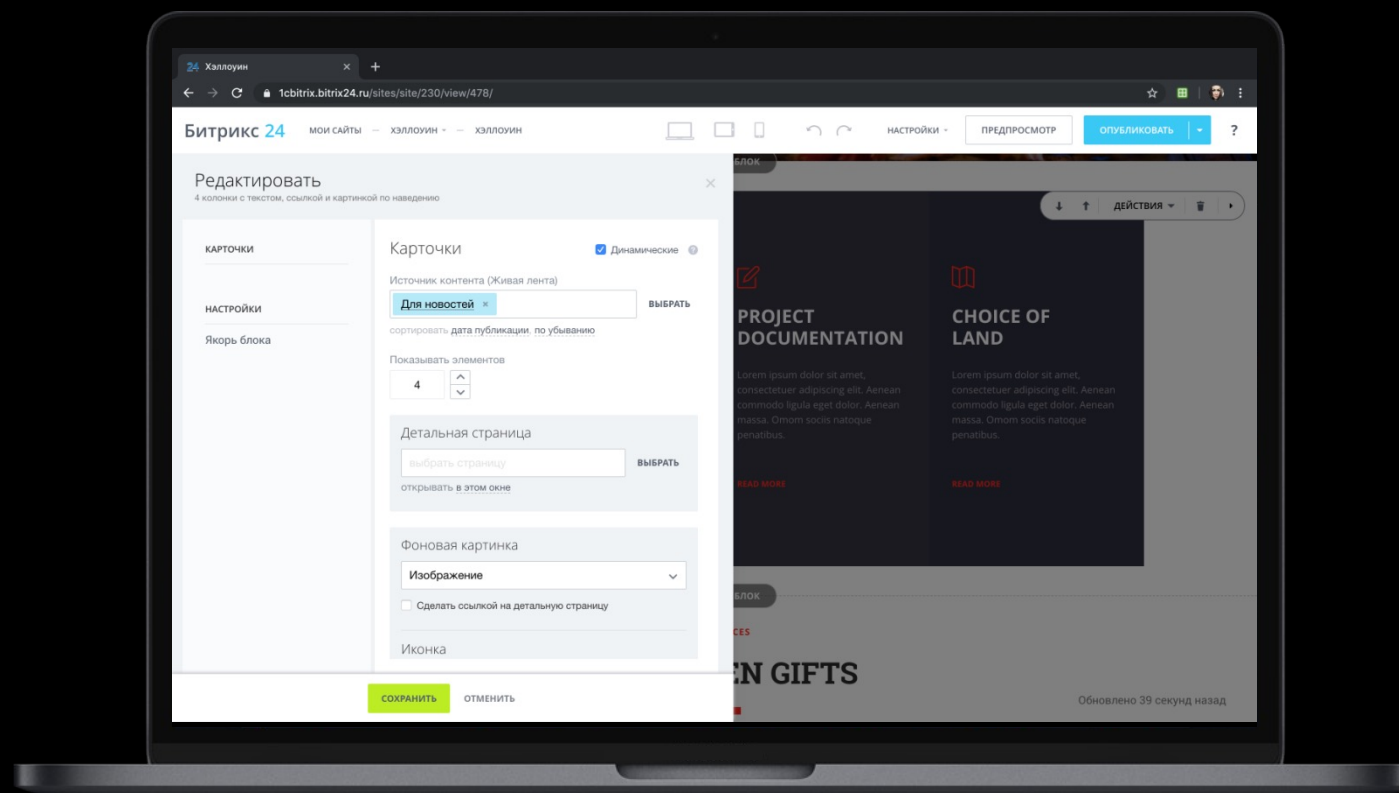 24 Хэллоуин
1cbitrix.bitrix24.ru/sites/site/230/view/478/
Битрикс 24
МОИ САЙТЫ — ХЭЛЛОУИН — ХЭЛЛОУИН
НАСТРОЙКИ
ПРЕДПРОСМОТР
ОПУБЛИКОВАТЬ
?
Редактировать
4 колонки с текстом, ссылкой и картинкой по наведению
КАРТОЧКИ
НАСТРОЙКИ
Якорь блока
Карточки
Динамические
Источник контента (Живая лента)
Для новостей
ВЫБРАТЬ
сортировать дата публикации, по убыванию
Показывать элементов
4
Детальная страница
выбрать страницу
ВЫБРАТЬ
открывать в этом окне
Фоновая картинка
Изображение
Сделать ссылкой на детальную страницу
Иконка
СОХРАНИТЬ
ОТМЕНИТЬ
БЛОК
ДЕЙСТВИЯ
PROJECT
DOCUMENTATION
Lorem ipsum dolor sit amet,
consectetuer adipiscing elit. Aenean
commodo ligula eget dolor. Aenean
massa. Omom sociis natoque
penatibus.
READ MORE
CHOICE OF
LAND
Lorem ipsum dolor sit amet,
consectetuer adipiscing elit. Aenean
commodo ligula eget dolor. Aenean
massa. Omom sociis natoque
penatibus.
READ MORE
БЛОК
CES
EN GIFTS
Обновлено 39 секунд назад